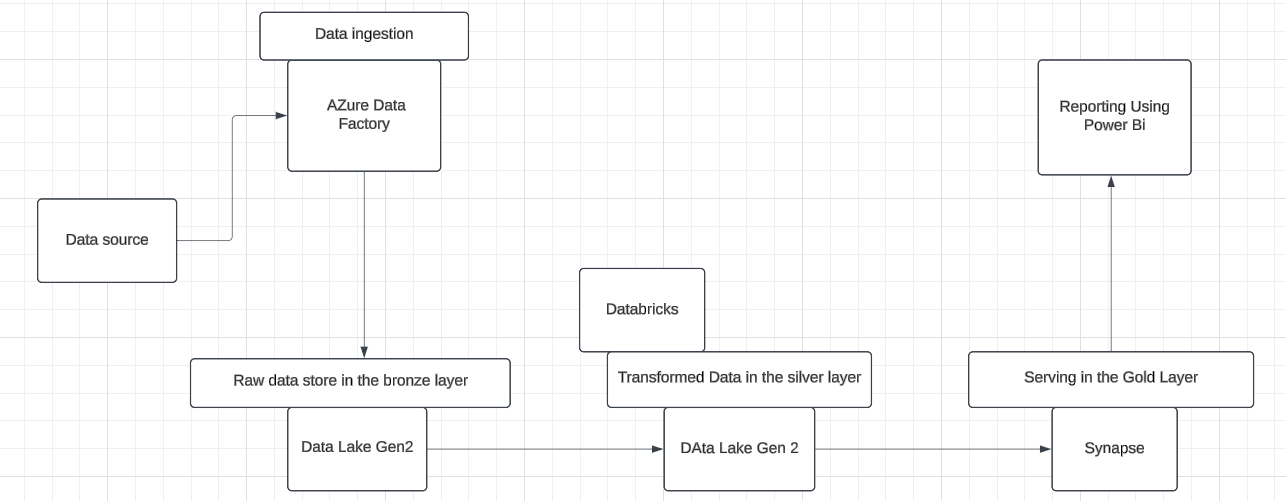 Data ingestion
AZure Data
Factory
Reporting Using
Power Bi
Data source
Databricks
Raw data store in the bronze layer
Transformed Data in the silver layer
Serving in the Gold Layer
Data Lake Gen2
DAta Lake Gen 2
Synapse